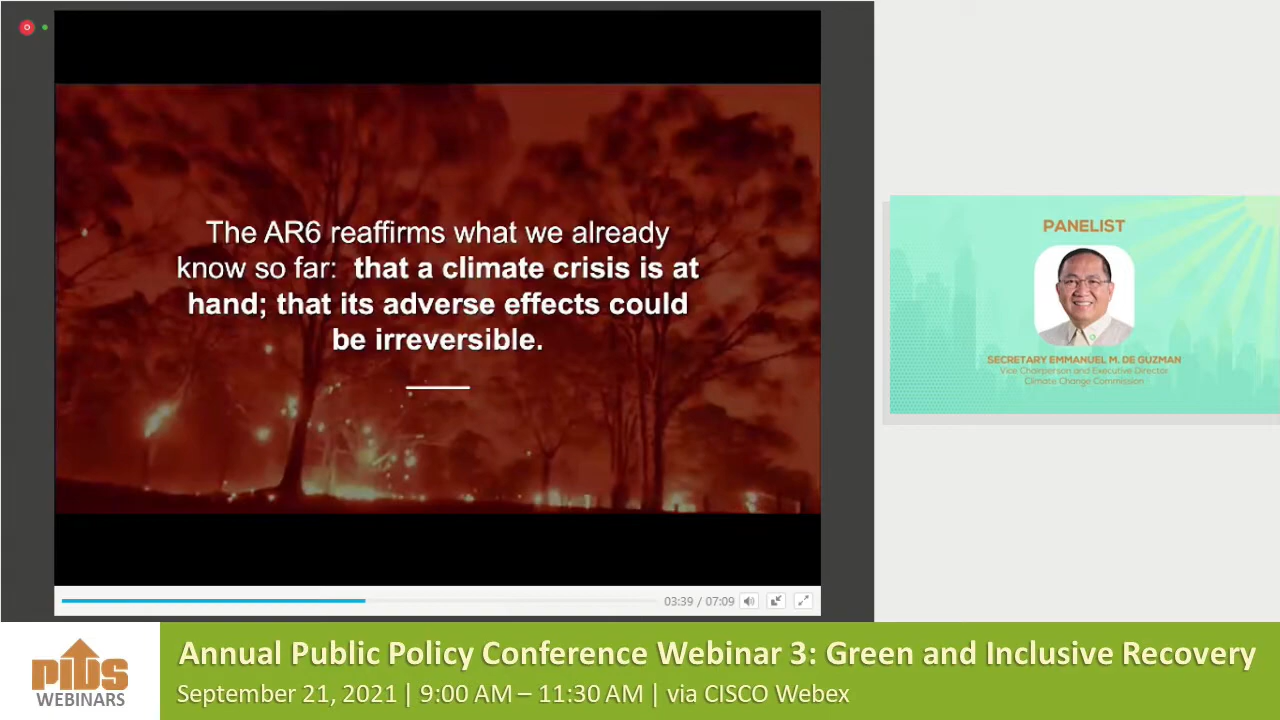 The AR6 reaffirms what we already
know so far: that a climate crisis is at
hand; that its adverse effects could
be irreversible.
03:39 / 07:09
PANELIST
SECRETARY EMMANUEL M. DE GUZMAN
Vice Chairperson and Executive Director
Climate Change Commission
PIDS
WEBINARS
Annual Public Policy Conference Webinar 3: Green and Inclusive Recovery
September 21, 2021 | 9:00 AM – 11:30 AM | via CISCO Webex